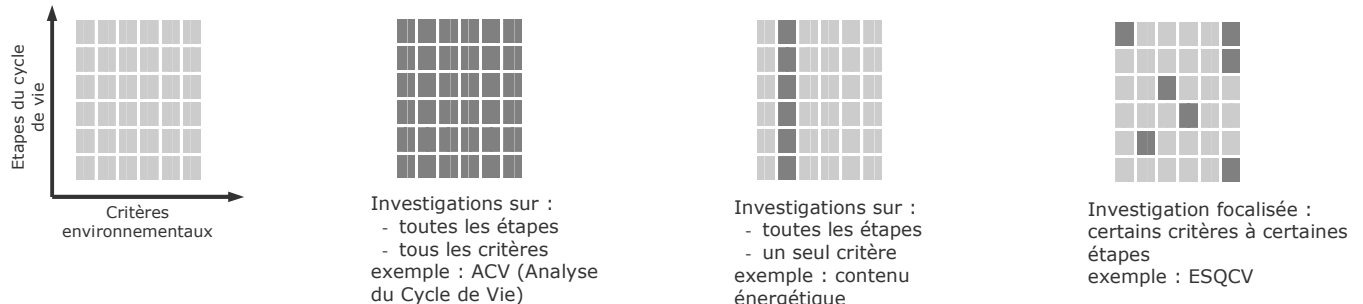 Etapes du cycle
de vie
Critères
environnementaux
Investigations sur :
- toutes les étapes
- tous les critères
exemple : ACV (Analyse
du Cycle de Vie)
Investigations sur :
- toutes les étapes
- un seul critère
exemple : contenu
énergétique
Investigation focalisée :
certains critères à certaines
étapes
exemple : ESQCV